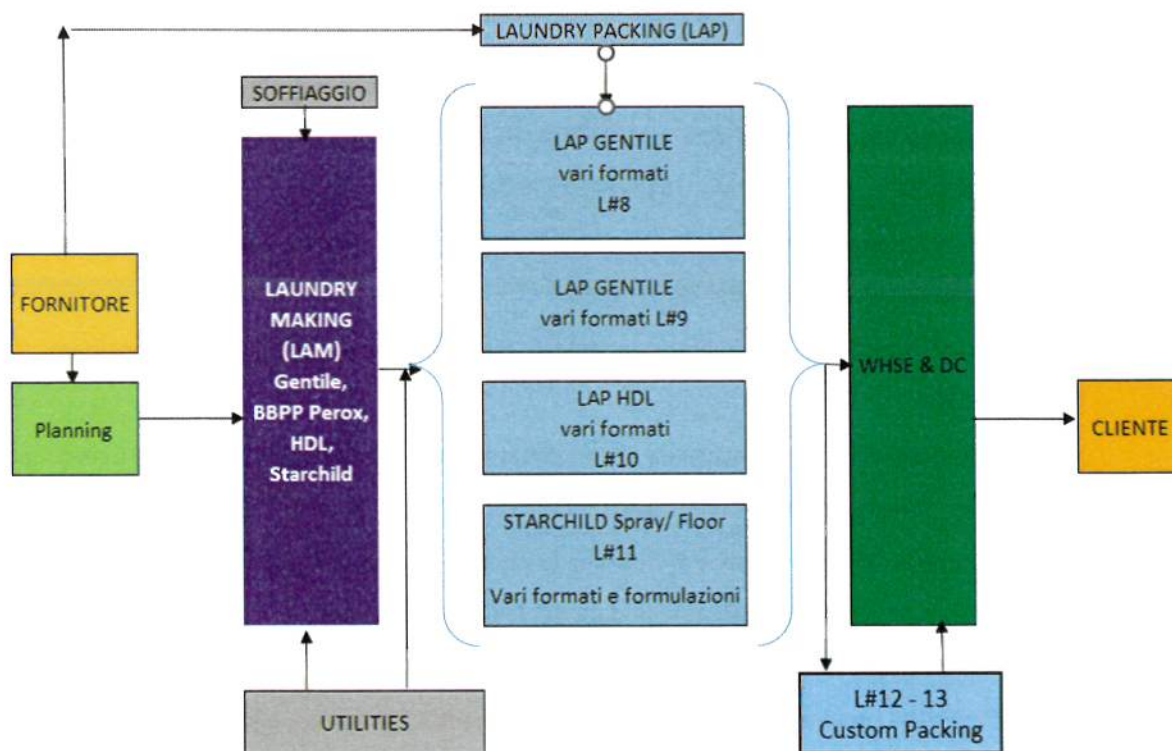 LAUNDRY PACKING (LAP)
SOFFIAGGIO
LAP GENTILE
vari formati
L#8
FORNITORE
Planning
LAUNDRY
MAKING
(LAM)
Gentile,
BBPP Perox,
HDL,
Starchild
LAP GENTILE
vari formati L#9
LAP HDL
vari formati
L#10
STARCHILD Spray/ Floor
L#11
Vari formati e formulazioni
WHSE & DC
CLIENTE
UTILITIES
L#12 - 13
Custom Packing